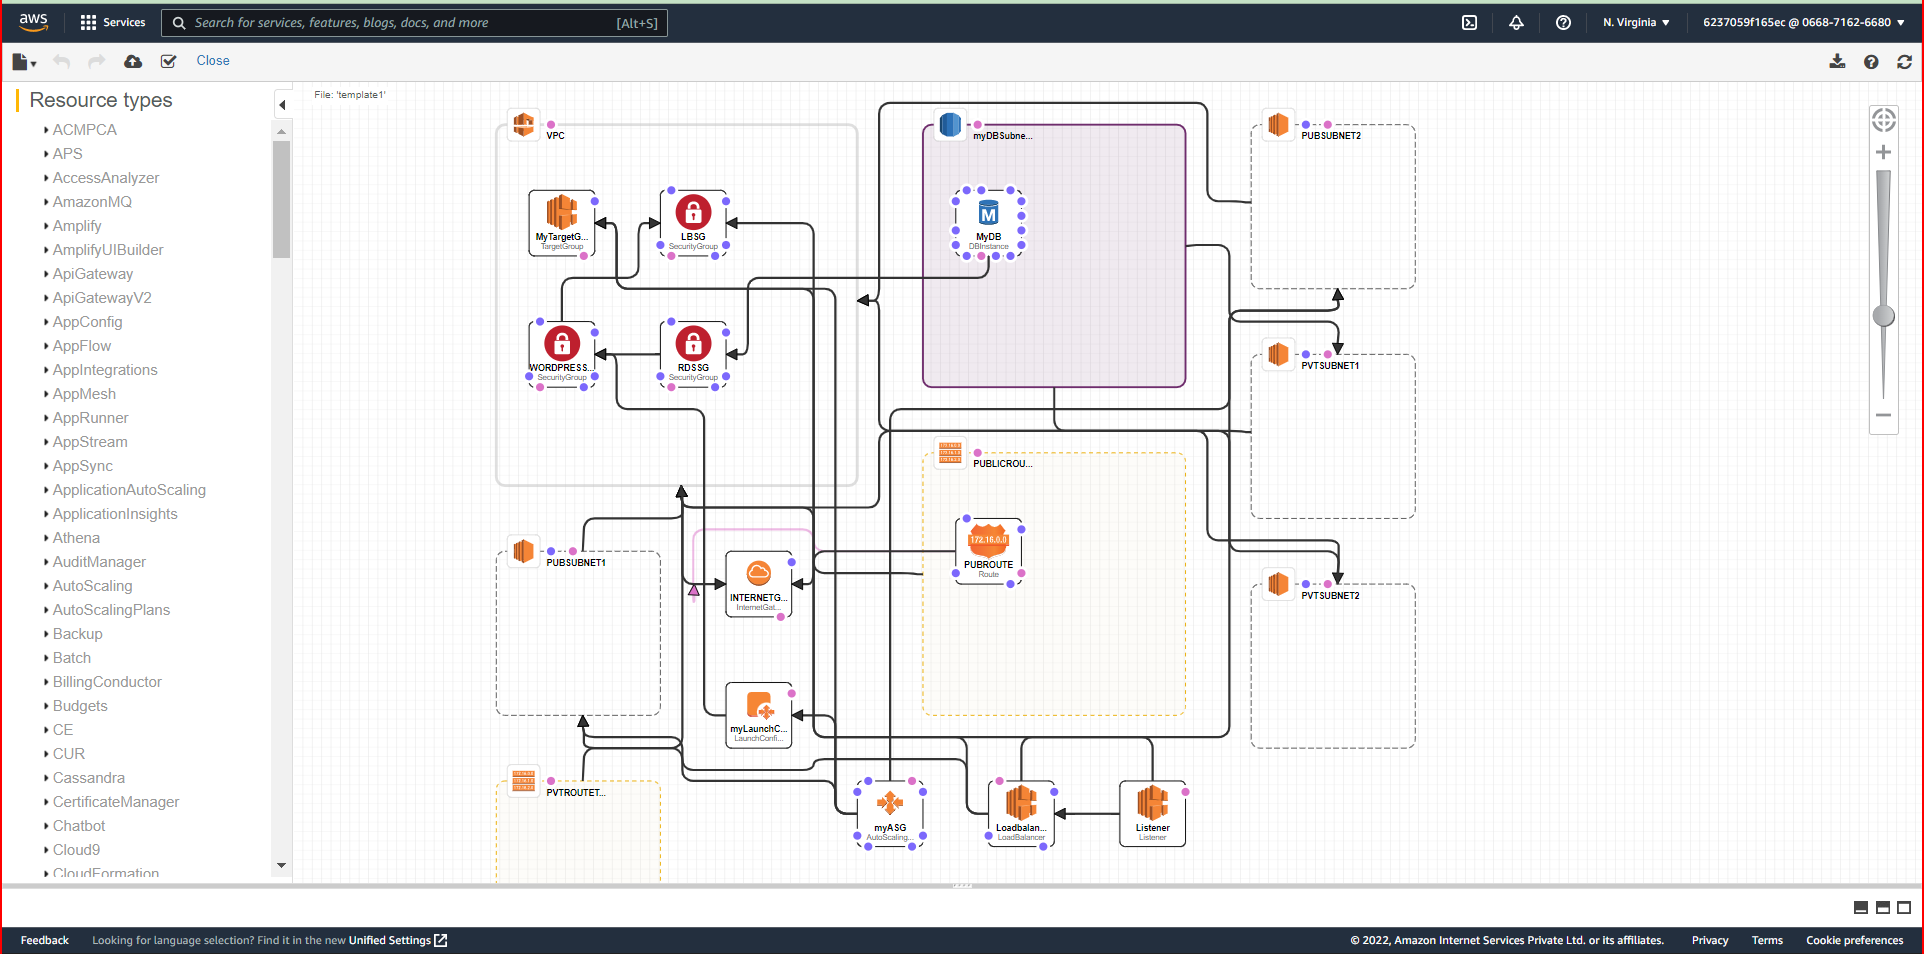 aws
Services
Search for services, features, blogs, docs, and more
[Alt+S]
N. Virginia
6237059f165ec @ 0668-7162-6680
Close
Resource types
ACMPCA
APS
AccessAnalyzer
AmazonMQ
Amplify
AmplifyUIBuilder
ApiGateway
ApiGatewayV2
AppConfig
AppFlow
AppIntegrations
AppMesh
AppRunner
AppStream
AppSync
ApplicationAutoScaling
ApplicationInsights
Athena
AuditManager
AutoScaling
AutoScalingPlans
Backup
Batch
BillingConductor
Budgets
CE
CUR
Cassandra
CertificateManager
Chatbot
Cloud9
CloudFormation
File: 'template1'
VPC
myDBSubne...
PUBSUBNET2
MyTargetG...
TargetGroup
LBSG
SecurityGroup
M
MyDB
DBInstance
WORDPRESS...
SecurityGroup
RDSSG
SecurityGroup
PVTSUBNET1
PUBLICROU...
172.16.0.0
PUBROUTE
Route
PUBSUBNET1
INTERNETG...
InternetGat...
PVTSUBNET2
myLaunchC...
LaunchConfi...
PVTROUTET...
myASG
AutoScaling...
Loadbalan...
LoadBalancer
Listener
Listener
Feedback
Looking for language selection? Find it in the new Unified Settings
© 2022, Amazon Internet Services Private Ltd. or its affiliates.
Privacy
Terms
Cookie preferences